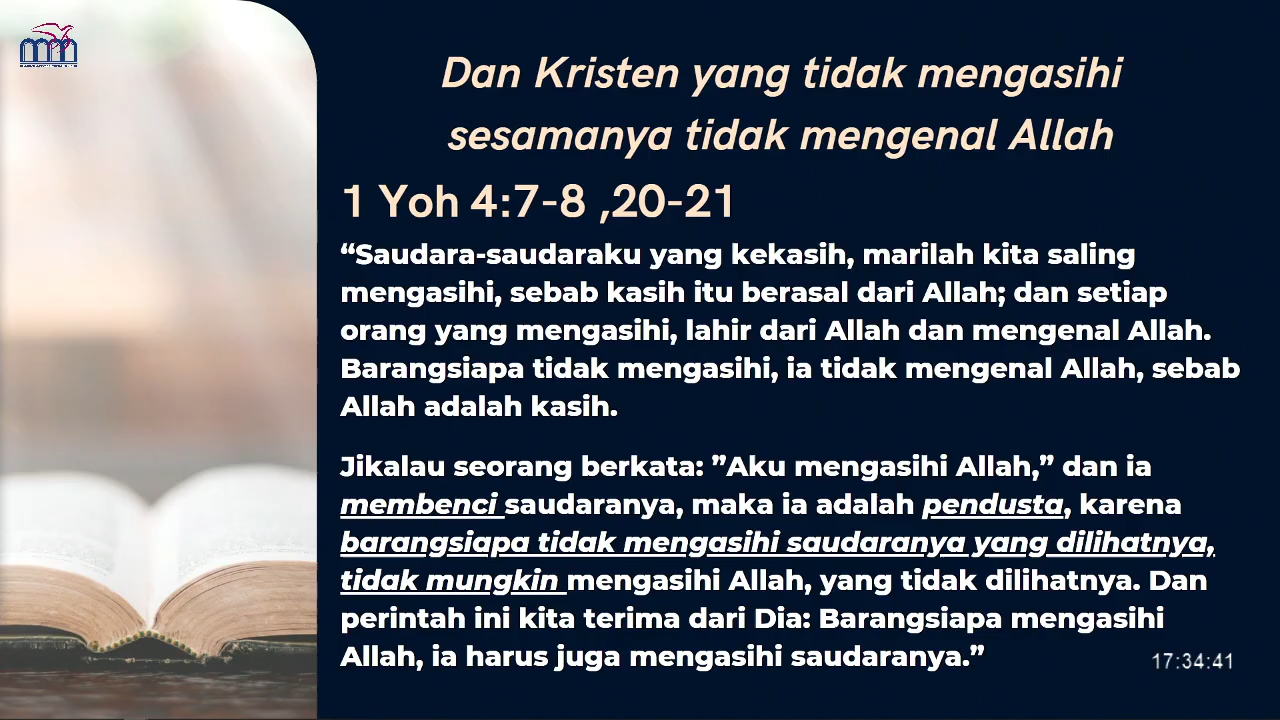 Dan Kristen yang tidak mengasihi
sesamanya tidak mengenal Allah
1 Yoh 4:7-8 ,20-21
“Saudara-saudaraku yang kekasih, marilah kita saling
mengasihi, sebab kasih itu berasal dari Allah; dan setiap
orang yang mengasihi, lahir dari Allah dan mengenal Allah.
Barangsiapa tidak mengasihi, ia tidak mengenal Allah, sebab
Allah adalah kasih.
Jikalau seorang berkata: ”Aku mengasihi Allah,” dan ia
membenci saudaranya, maka ia adalah pendusta, karena
barangsiapa tidak mengasihi saudaranya yang dilihatnya,
tidak mungkin mengasihi Allah, yang tidak dilihatnya. Dan
perintah ini kita terima dari Dia: Barangsiapa mengasihi
Allah, ia harus juga mengasihi saudaranya.”
17:34:41